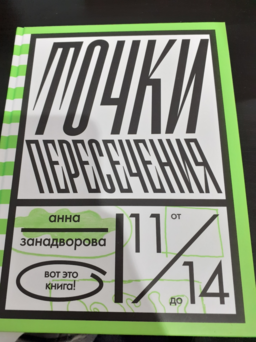 ТОЧКИ
ПЕРЕСЕЧЕНИЯ
анна
занадворова
ВОТ ЭТО
КНИГА!
11 от
до 14